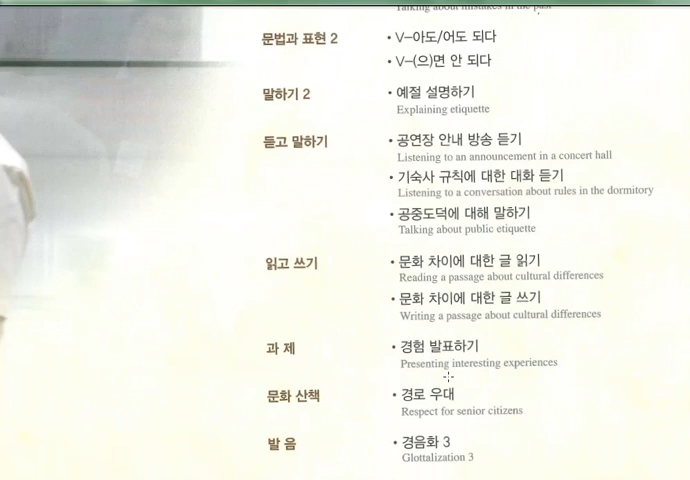 Talking about mistakes in the past
문법과 표현 2
• V–아도/어도 되다
• V–(으)면 안 되다
말하기 2
• 예절 설명하기
Explaining etiquette
듣고 말하기
• 공연장 안내 방송 듣기
Listening to an announcement in a concert hall
• 기숙사 규칙에 대한 대화 듣기
Listening to a conversation about rules in the dormitory
• 공중도덕에 대해 말하기
Talking about public etiquette
읽고 쓰기
• 문화 차이에 대한 글 읽기
Reading a passage about cultural differences
• 문화 차이에 대한 글 쓰기
Writing a passage about cultural differences
과 제
• 경험 발표하기
Presenting interesting experiences
문화 산책
• 경로 우대
Respect for senior citizens
발 음
• 경음화 3
Glottalization 3